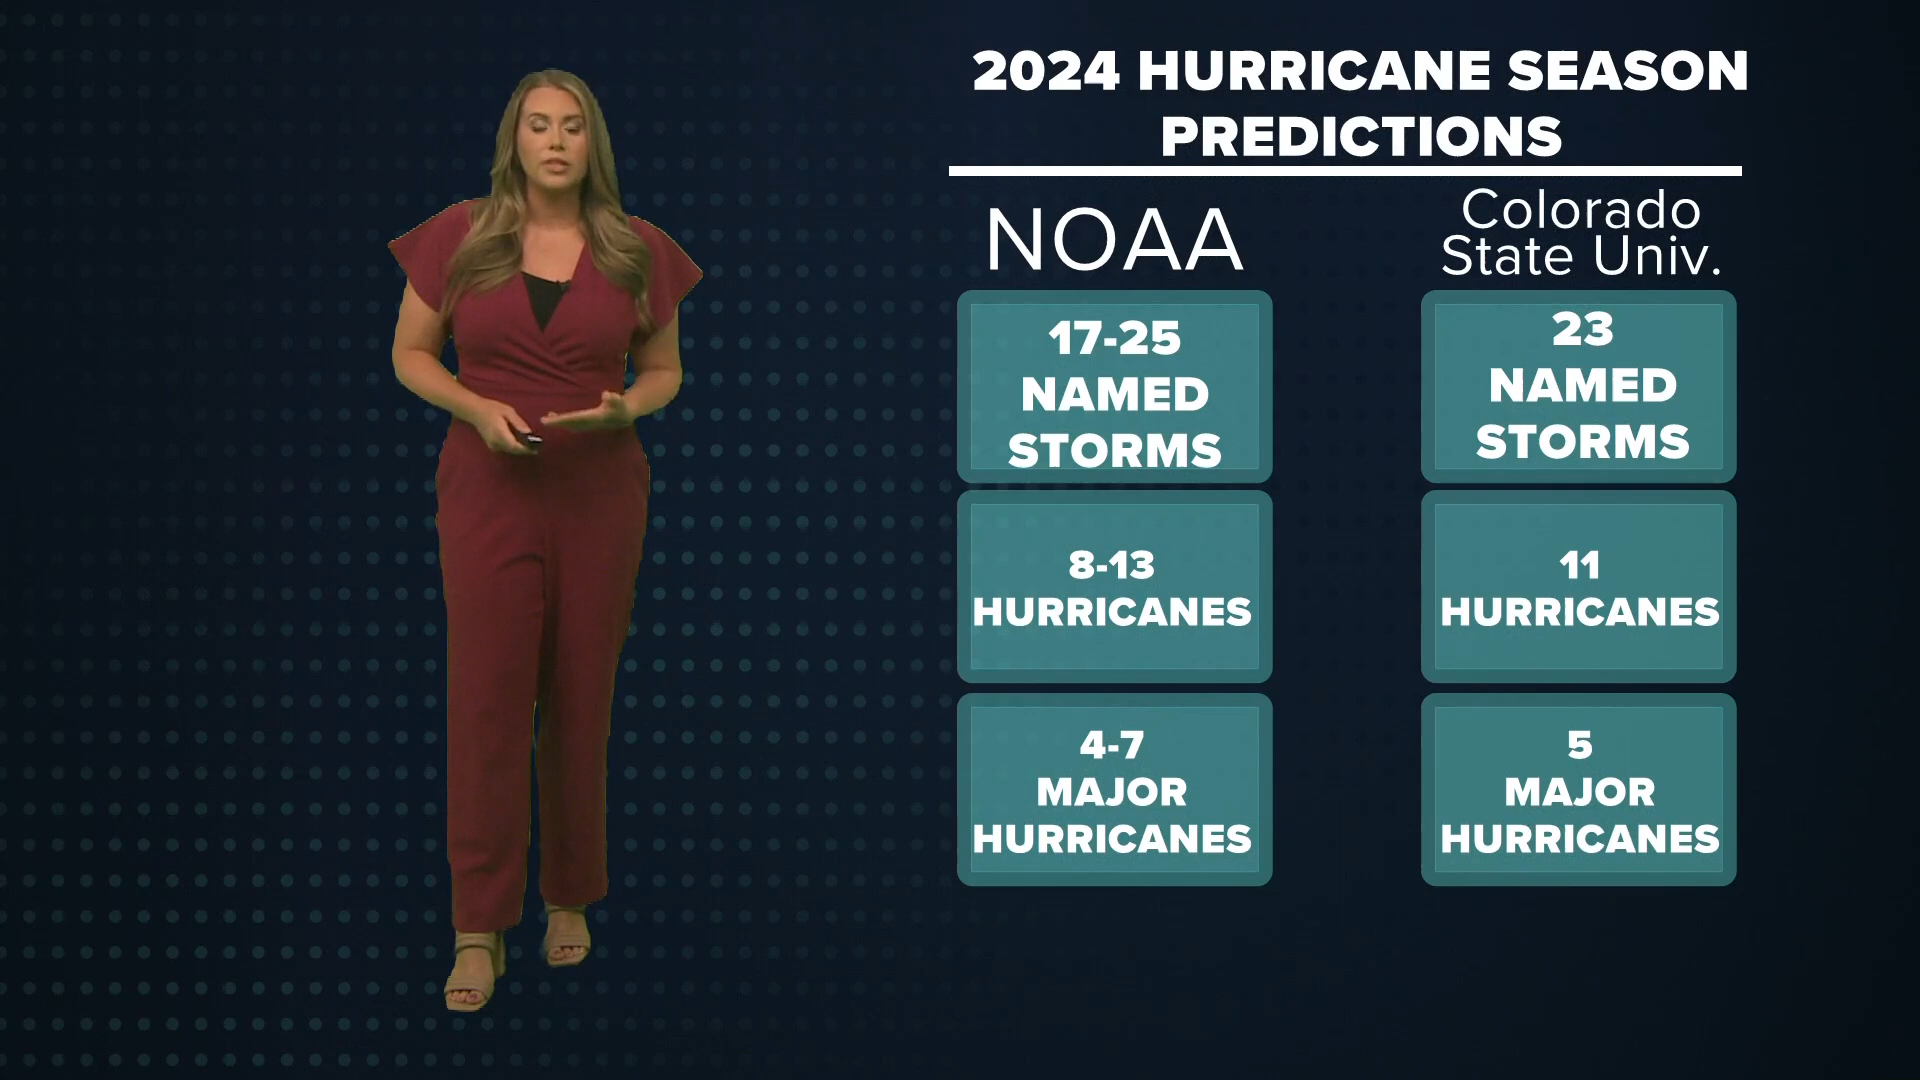 2024 HURRICANE SEASON
PREDICTIONS
NOAA
17-25
NAMED
STORMS
8-13
HURRICANES
4-7
MAJOR
HURRICANES
Colorado
State Univ.
23
NAMED
STORMS
11
HURRICANES
5
MAJOR
HURRICANES